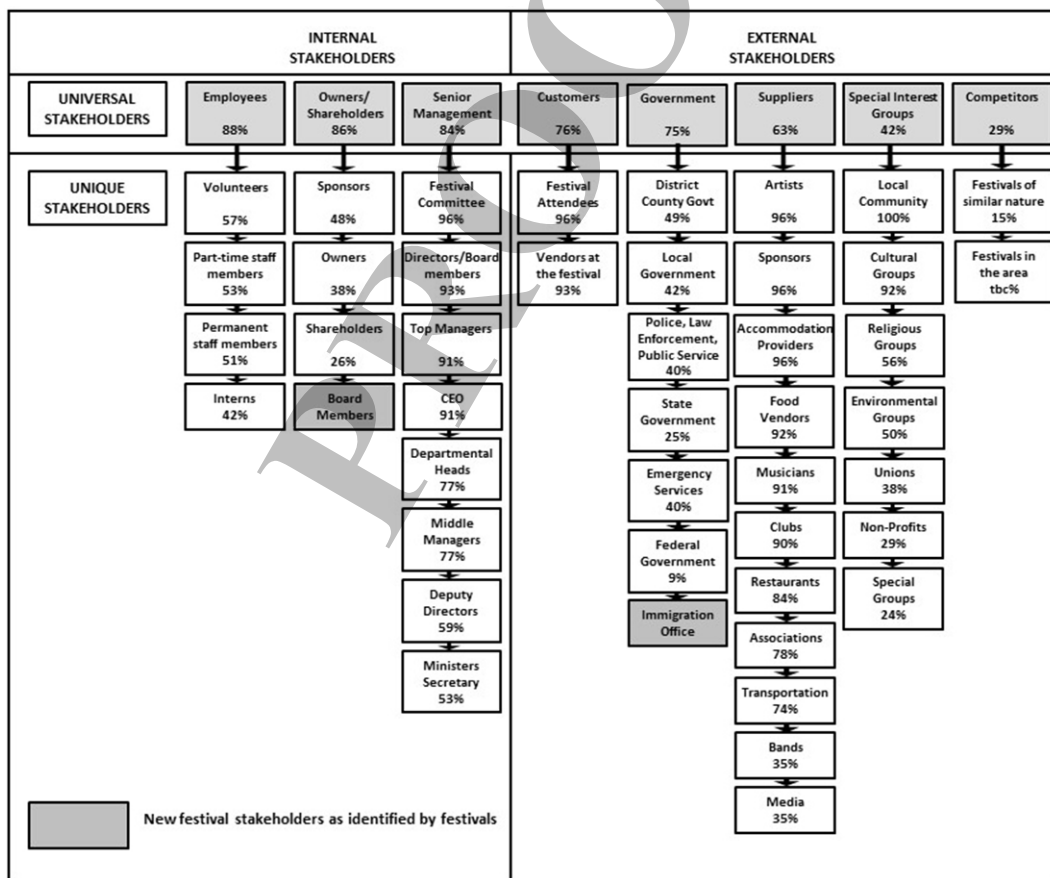 INTERNAL
STAKEHOLDERS
EXTERNAL
STAKEHOLDERS
UNIVERSAL
STAKEHOLDERS
Employees
88%
Owners/
Shareholders
86%
Senior
Management
84%
Customers
76%
Government
75%
Suppliers
63%
Special Interest
Groups
42%
Competitors
29%
UNIQUE
STAKEHOLDERS
Volunteers
57%
Part-time staff
members
53%
Permanent
staff members
51%
Interns
42%
Sponsors
48%
Owners
38%
Shareholders
26%
Board
Members
Festival
Committee
96%
Directors/Board
members
93%
Top Managers
91%
CEO
91%
Departmental
Heads
77%
Middle
Managers
77%
Deputy
Directors
59%
Ministers
Secretary
53%
Festival
Attendees
96%
Vendors at
the festival
93%
District
County Govt
49%
Local
Government
42%
Police, Law
Enforcement,
Public Service
40%
State
Government
25%
Emergency
Services
40%
Federal
Government
9%
Immigration
Office
Artists
96%
Sponsors
96%
Accommodation
Providers
96%
Food
Vendors
92%
Musicians
91%
Clubs
90%
Restaurants
84%
Associations
78%
Transportation
74%
Bands
35%
Media
35%
Local
Community
100%
Cultural
Groups
92%
Religious
Groups
56%
Environmental
Groups
50%
Unions
38%
Non-Profits
29%
Special
Groups
24%
Festivals of
similar nature
15%
Festivals in
the area
tbc%
New festival stakeholders as identified by festivals
PROO